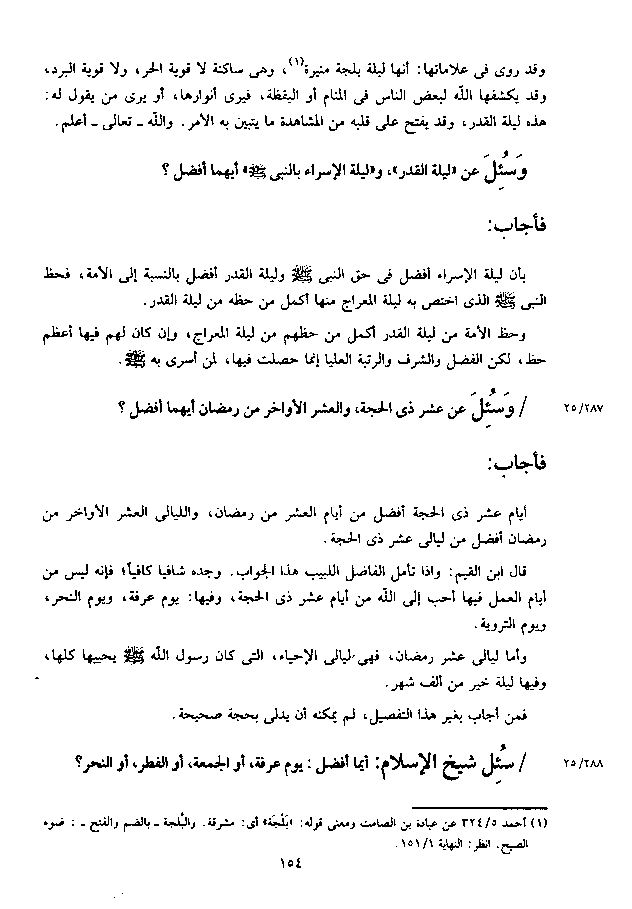 وقد روى فى علاماتها: أنها ليلة بلجة منيرة(١)، وهى ساكنة لا قوية الحر، ولا قوية البرد،
وقد يكشفها الله لبعض الناس فى المنام أو اليقظة، فيرى أنوارها، أو يرى من يقول له:
هذه ليلة القدر، وقد يفتح على قلبه من المشاهدة ما يتبين به الأمر. والله ـ تعالى ـ أعلم.
وَسُئِلَ عن «ليلة القدر»، و«ليلة الإسراء بالنبى ﷺ» أيهما أفضل ؟
فأجاب:
بأن ليلة الإسراء أفضل فى حق النبى ﷺ وليلة القدر أفضل بالنسبة إلى الأمة، فحظ
النبى ﷺ الذى اختص به ليلة المعراج منها أكمل من حظه من ليلة القدر.
وحظ الأمة من ليلة القدر أكمل من حظهم من ليلة المعراج، وإن كان لهم فيها أعظم
حظ، لكن الفضل والشرف والرتبة العليا إنما حصلت فيها، لمن أسرى به ﷺ.
٢٥/٢٨٧ / وَسُئِلَ عن عشر ذى الحجة، والعشر الأواخر من رمضان أيهما أفضل ؟
فأجاب:
أيام عشر ذى الحجة أفضل من أيام العشر من رمضان، والليالى العشر الأواخر من
رمضان أفضل من ليالى عشر ذى الحجة.
قال ابن القيم: وإذا تأمل الفاضل اللبيب هذا الجواب. وجده شافيا كافياً؛ فإنه ليس من
أيام العمل فيها أحب إلى الله من أيام عشر ذى الحجة، وفيها: يوم عرفة، ويوم النحر،
ويوم التروية.
وأما ليالى عشر رمضان، فهى ليالى الإحياء، التى كان رسول الله ﷺ يحييها كلها،
وفيها ليلة خير من ألف شهر.
فمن أجاب بغير هذا التفصيل، لم يمكنه أن يدلى بحجة صحيحة.
٢٥/٢٨٨ / سُئِل شيخ الإسلام: أيما أفضل : يوم عرفة، أو الجمعة، أو الفطر، أو النحر؟
(١) أحمد ٣٢٤/٥ عن عبادة بن الصامت ومعنى قوله: «بَلْجَة» أى: مشرقة. والبُلجة ـ بالضم والفتح ـ : ضوء
الصبح. انظر: النهاية ١٥١/١.
١٥٤